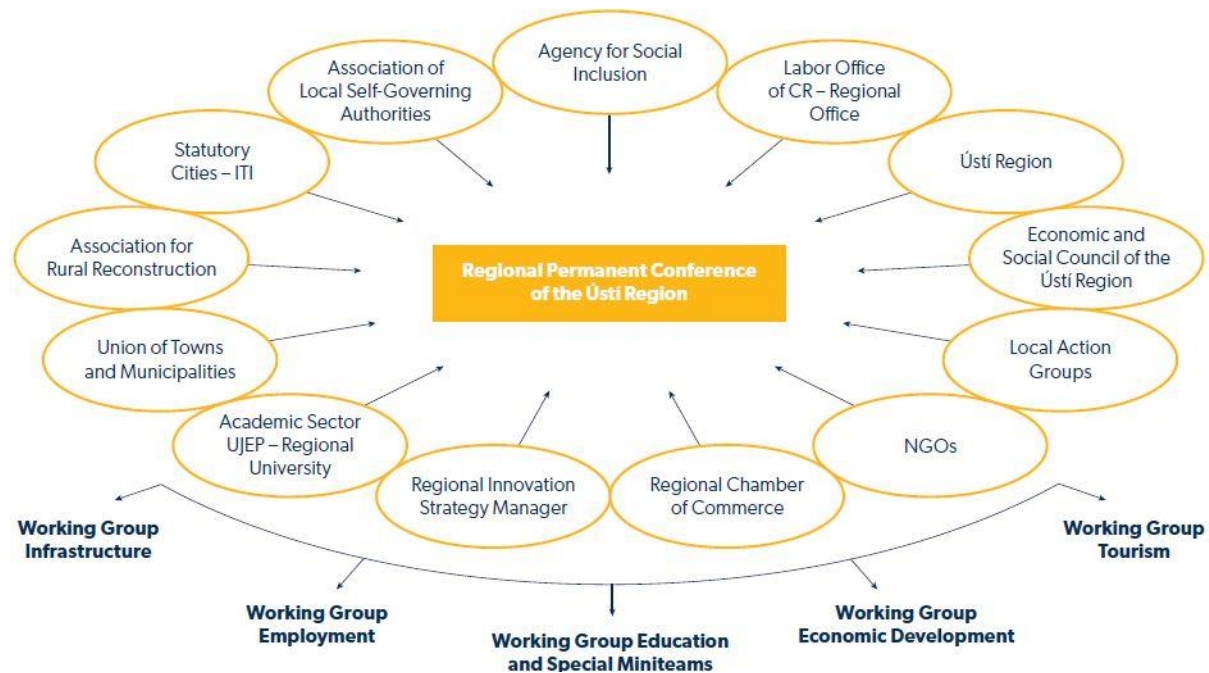 Agency for Social
Inclusion
Association of
Local Self-Governing
Authorities
Labor Office
of CR – Regional
Office
Statutory
Cities – ITI
Ústí Region
Association for
Rural Reconstruction
Economic and
Social Council of the
Ústí Region
Regional Permanent Conference
of the Ústí Region
Union of Towns
and Municipalities
Local Action
Groups
Academic Sector
UJEP – Regional
University
NGOs
Regional Innovation
Strategy Manager
Regional Chamber
of Commerce
Working Group
Infrastructure
Working Group
Tourism
Working Group
Employment
Working Group
Economic Development
Working Group Education
and Special Miniteams